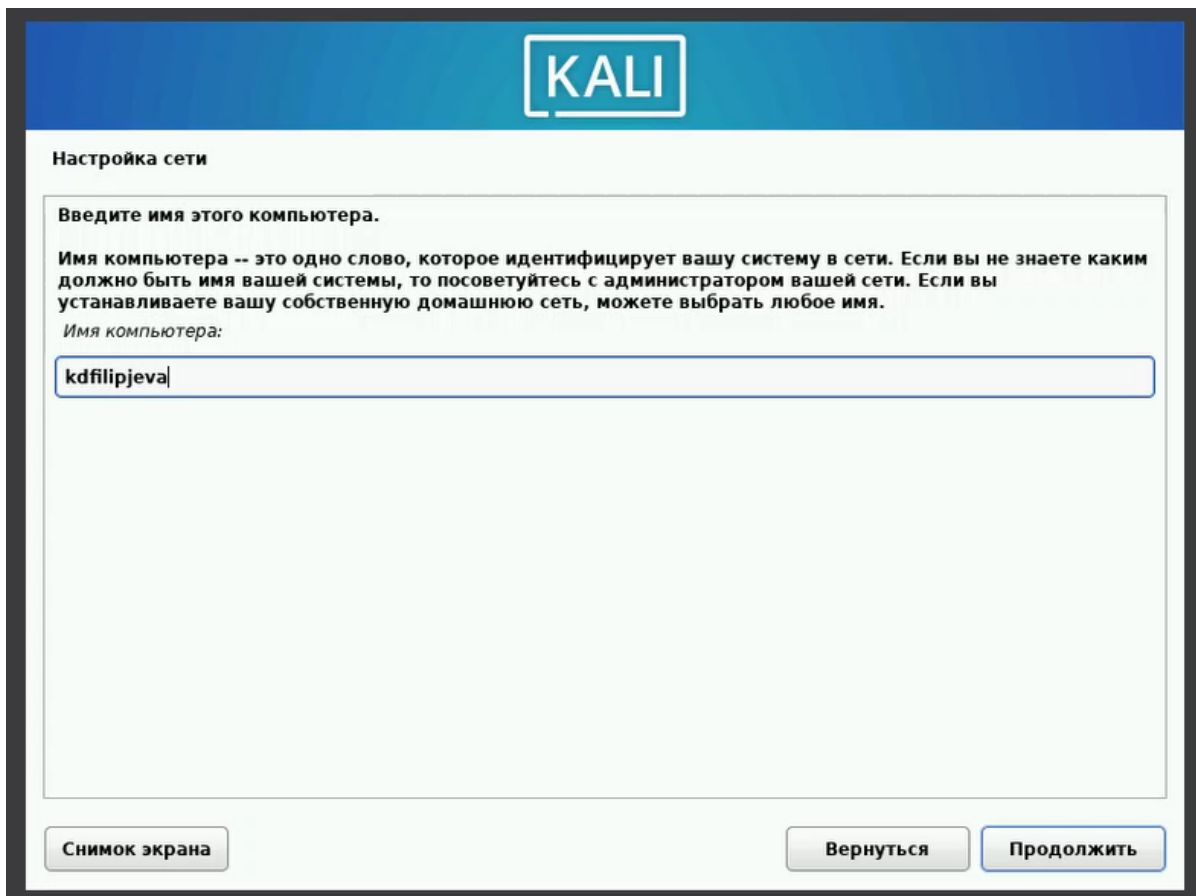 KALI
Настройка сети
Введите имя этого компьютера.
Имя компьютера -- это одно слово, которое идентифицирует вашу систему в сети. Если вы не знаете каким
должно быть имя вашей системы, то посоветуйтесь с администратором вашей сети. Если вы
устанавливаете вашу собственную домашнюю сеть, можете выбрать любое имя.
Имя компьютера:
kdfilipjeva
Снимок экрана
Вернуться
Продолжить